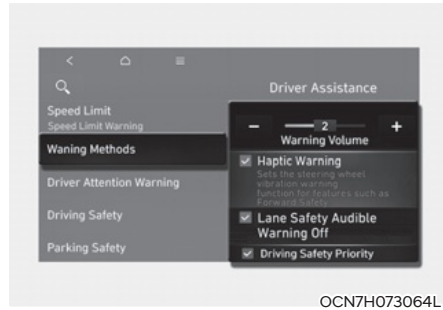 Driver Assistance
Speed Limit
Speed Limit Warning
Waning Methods
Driver Attention Warning
Driving Safety
Parking Safety
− 2 +
Warning Volume
Haptic Warning
Sets the steering wheel
vibration warning
function for features such as
Forward Safety
Lane Safety Audible
Warning Off
Driving Safety Priority
OCN7H073064L